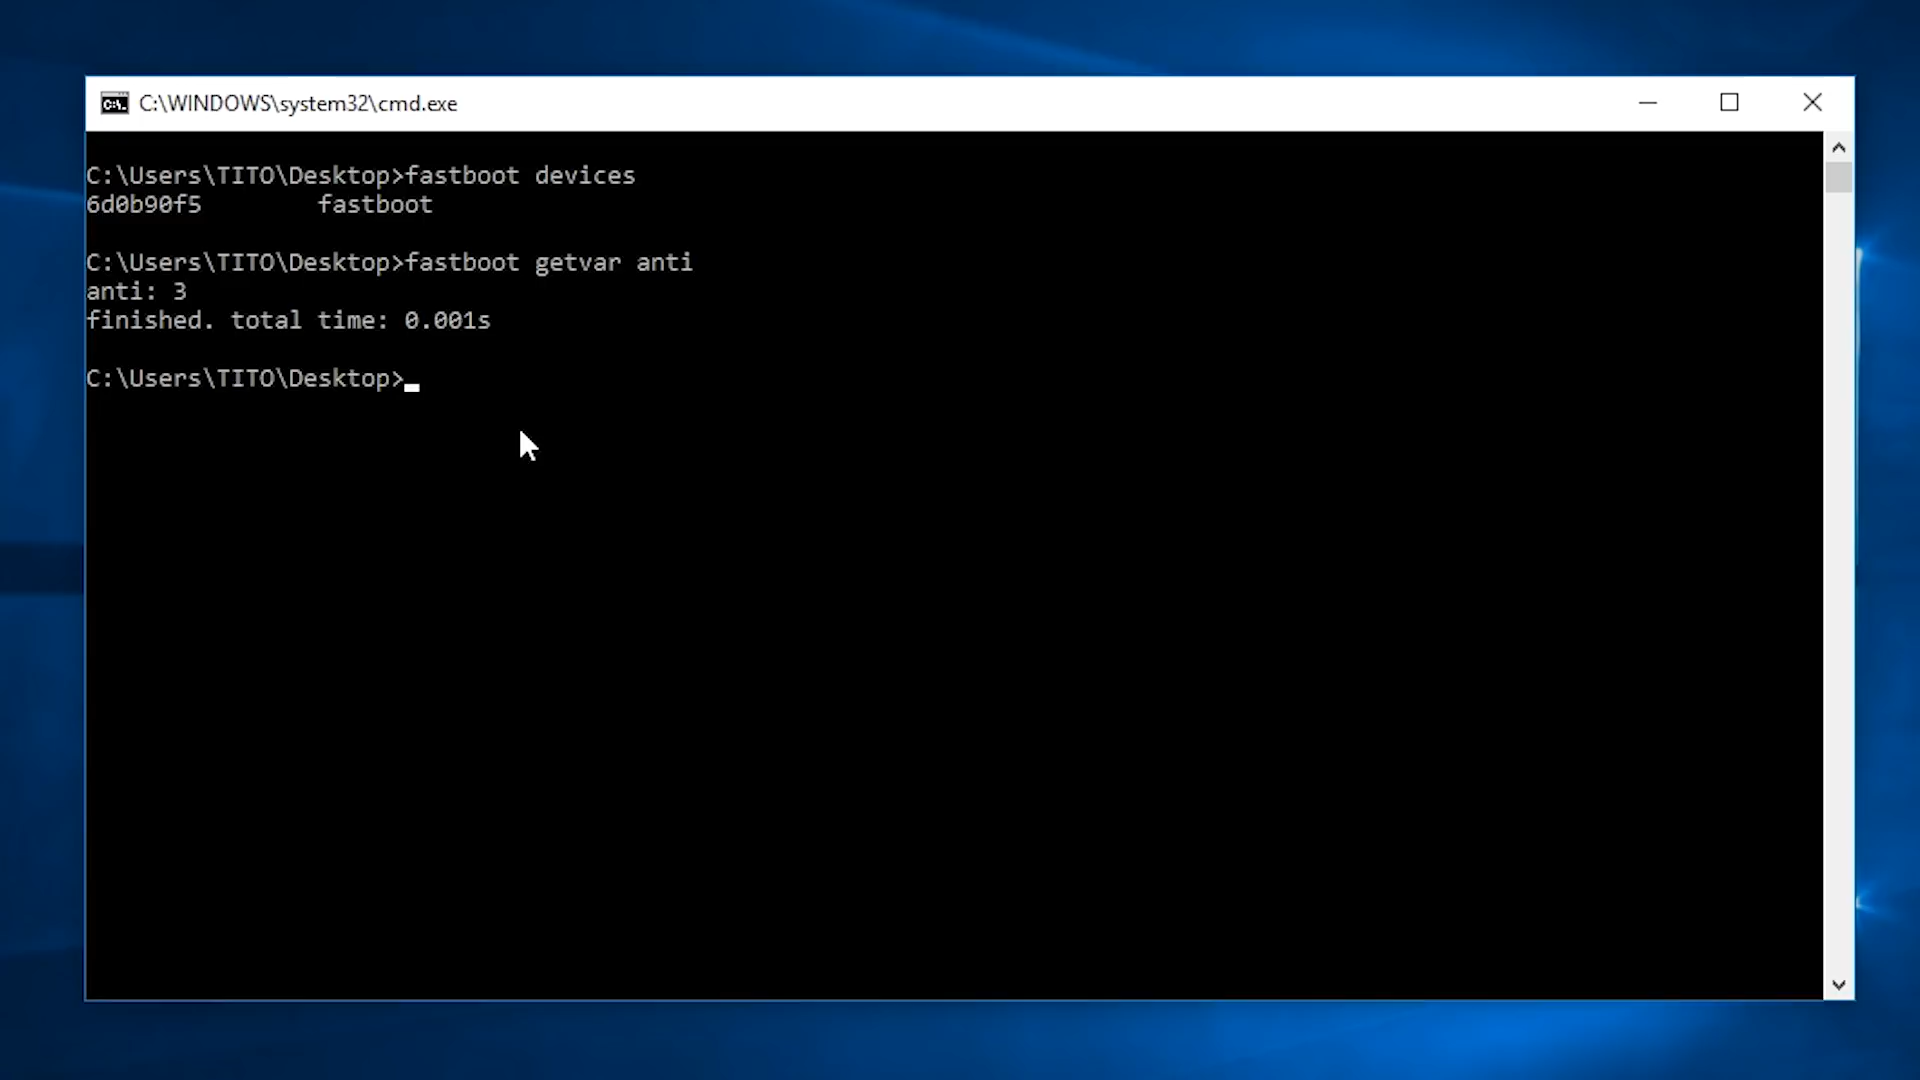 C:\WINDOWS\system32\cmd.exe
C:\Users\TITO\Desktop>fastboot devices
6d0b90f5        fastboot
C:\Users\TITO\Desktop>fastboot getvar anti
anti: 3
finished. total time: 0.001s
C:\Users\TITO\Desktop>